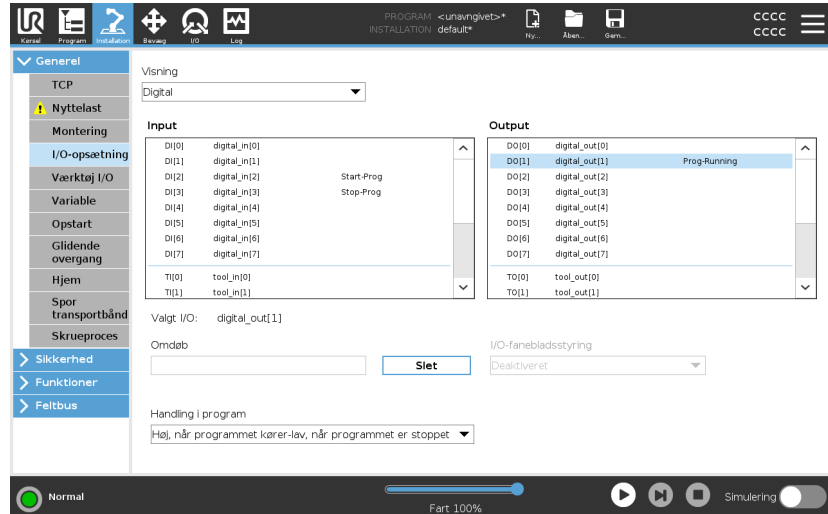 PROGRAM <unavngivet>*
INSTALLATION default*
Kørsel Program Installation Bevæg I/O Log Ny... Åben... Gem...
CCCC
CCCC
Generel
TCP
Nyttelast
Montering
I/O-opsætning
Værktøj I/O
Variable
Opstart
Glidende
overgang
Hjem
Spor
transportbånd
Skrueproces
Sikkerhed
Funktioner
Feltbus
Visning
Digital
Input
DI[0] digital_in[0]
DI[1] digital_in[1]
DI[2] digital_in[2] Start-Prog
DI[3] digital_in[3] Stop-Prog
DI[4] digital_in[4]
DI[5] digital_in[5]
DI[6] digital_in[6]
DI[7] digital_in[7]
TI[0] tool_in[0]
TI[1] tool_in[1]
Output
DO[0] digital_out[0]
DO[1] digital_out[1] Prog-Running
DO[2] digital_out[2]
DO[3] digital_out[3]
DO[4] digital_out[4]
DO[5] digital_out[5]
DO[6] digital_out[6]
DO[7] digital_out[7]
TO[0] tool_out[0]
TO[1] tool_out[1]
Valgt I/O: digital_out[1]
Omdøb
Slet
I/O-fanebladsstyring
Deaktiveret
Handling i program
Høj, når programmet kører-lav, når programmet er stoppet
Normal
Fart 100%
Simulering